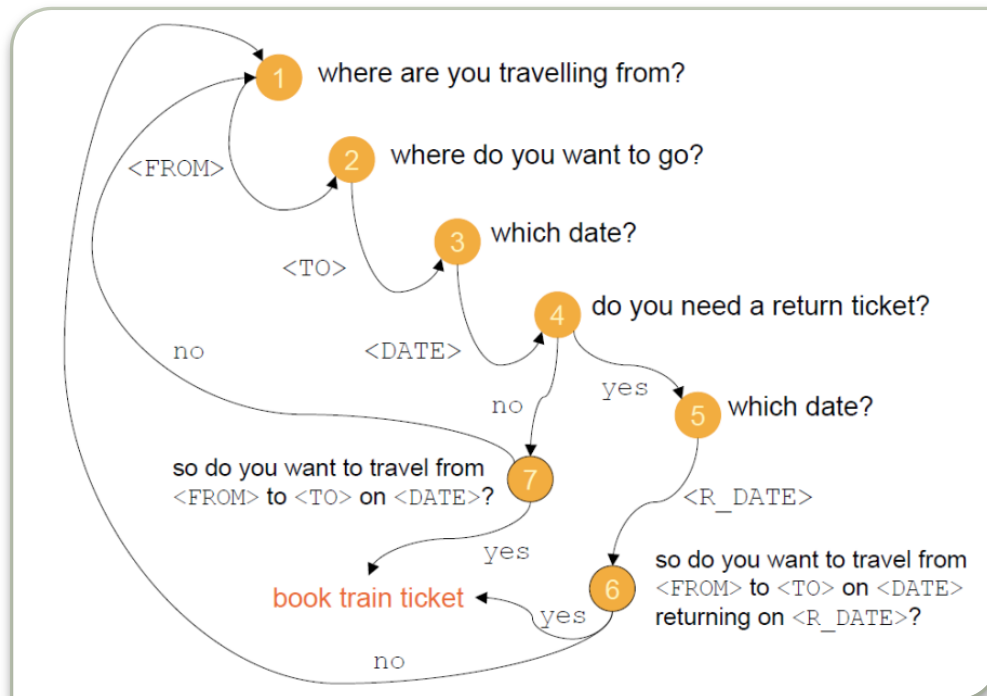 1 where are you travelling from?
<FROM> 2 where do you want to go?
3 which date?
<TO>
4 do you need a return ticket?
<DATE>
no
yes
no
5 which date?
so do you want to travel from
<FROM> to <TO> on <DATE>?
7
<R_DATE>
yes
so do you want to travel from
<FROM> to <TO> on <DATE>
returning on <R_DATE>?
6
book train ticket
yes
no